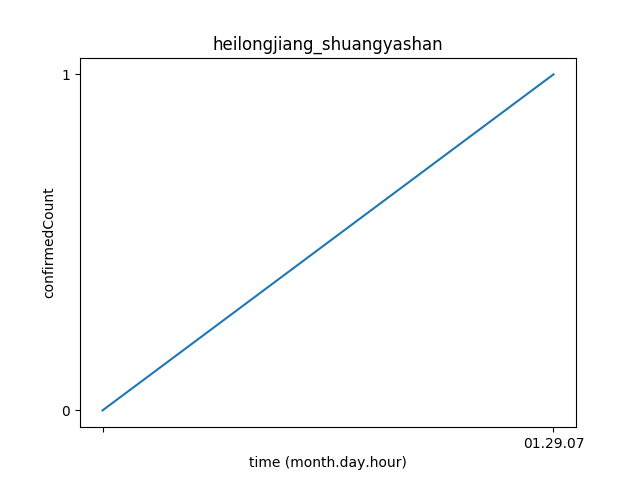 heilongjiang_shuangyashan
1
confirmedCount
0
01.29.07
time (month.day.hour)